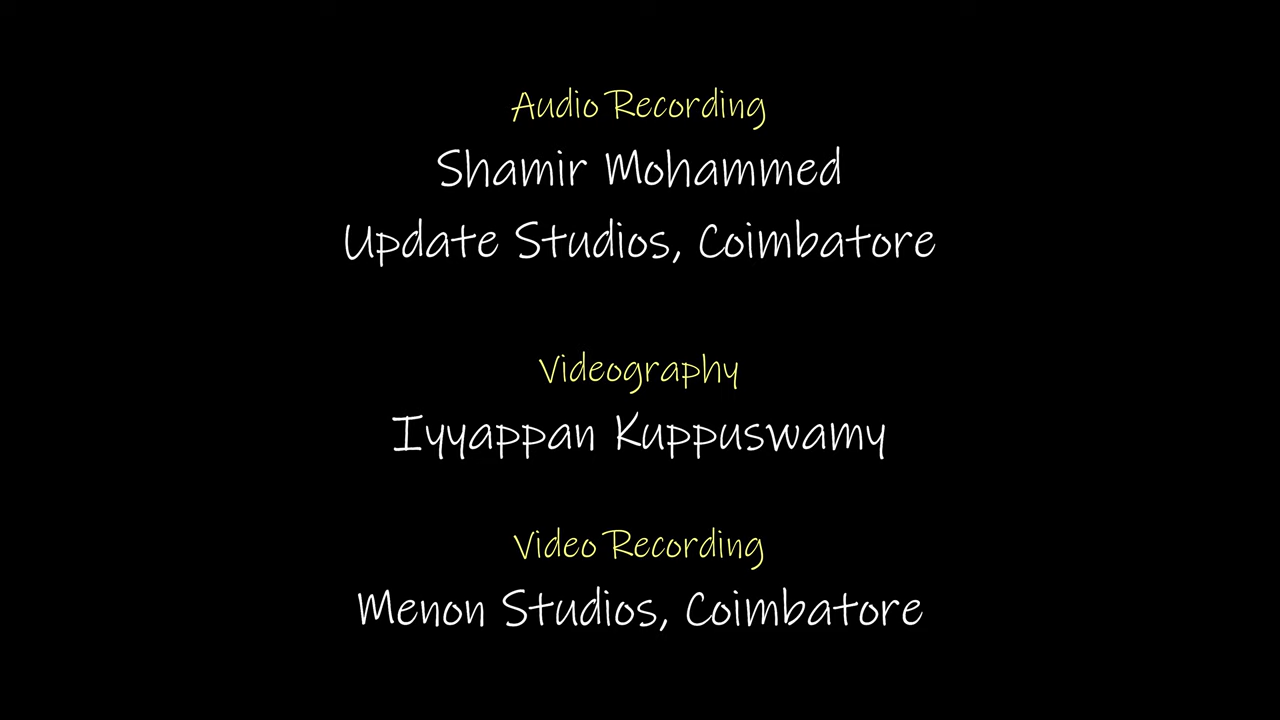 Audio Recording
Shamir Mohammed
Update Studios, Coimbatore
Videography
Iyyappan Kuppuswamy
Video Recording
Menon Studios, Coimbatore